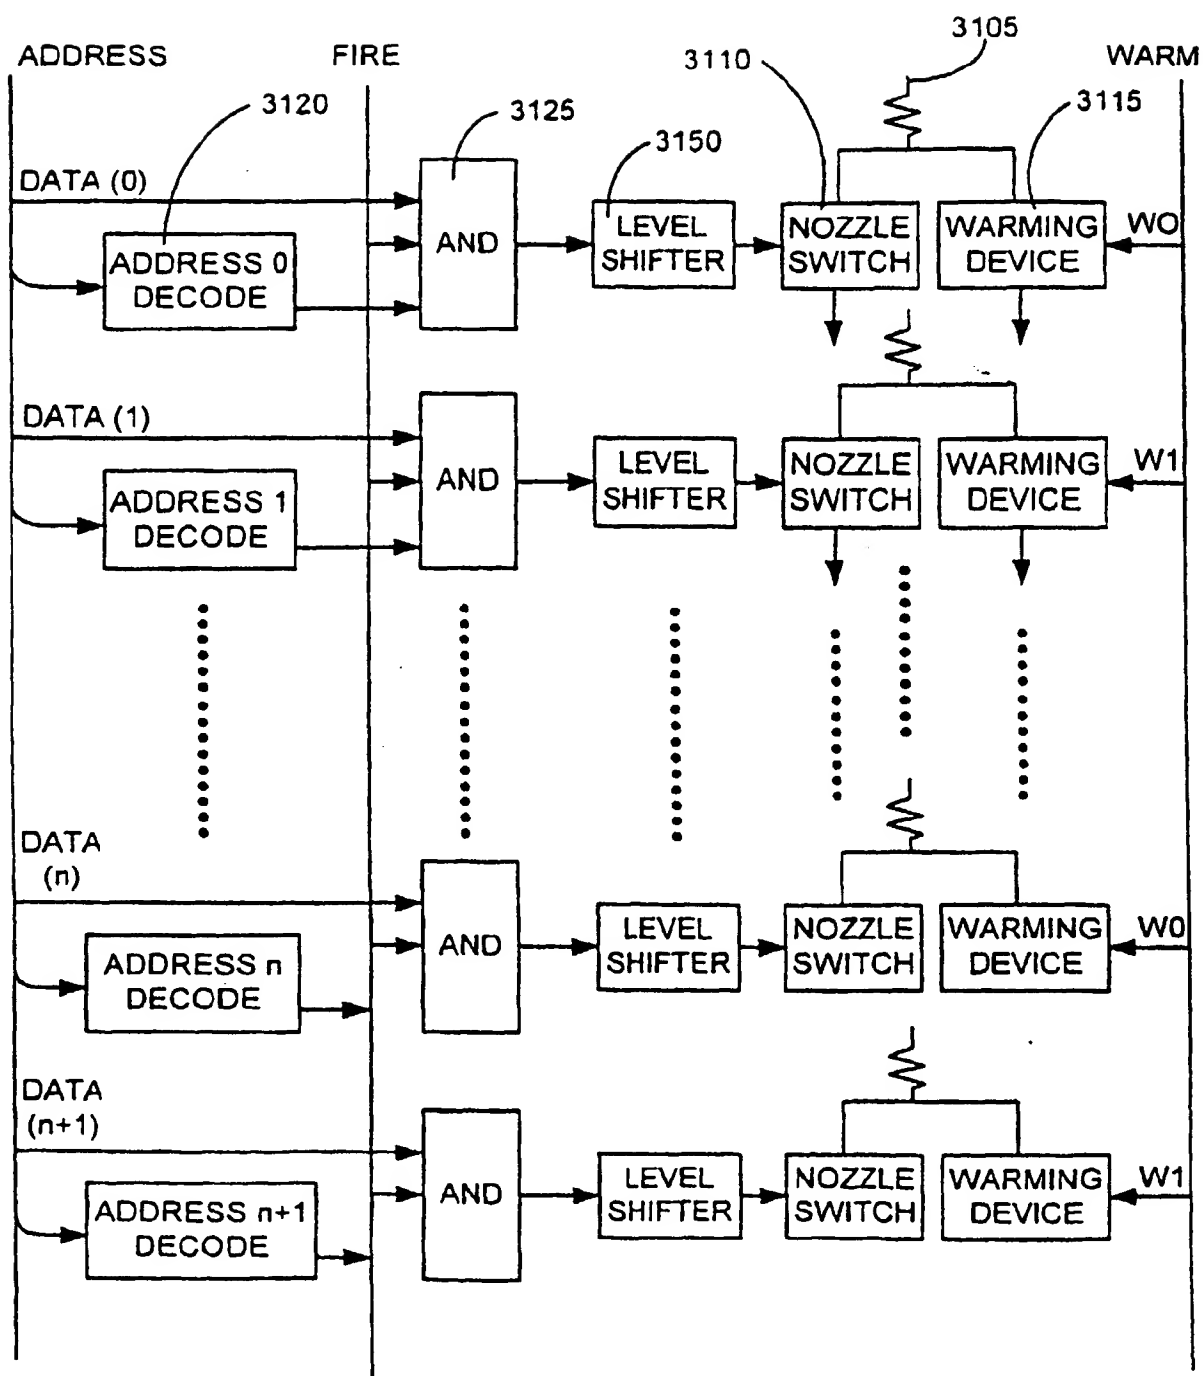 ADDRESS
FIRE
WARM
3105
3110
3120
3125
3115
3150
DATA (0)
ADDRESS 0
DECODE
AND
LEVEL
SHIFTER
NOZZLE
SWITCH
WARMING
DEVICE
WO
DATA (1)
ADDRESS 1
DECODE
AND
LEVEL
SHIFTER
NOZZLE
SWITCH
WARMING
DEVICE
W1
DATA
(n)
ADDRESS n
DECODE
AND
LEVEL
SHIFTER
NOZZLE
SWITCH
WARMING
DEVICE
W0
DATA
(n+1)
ADDRESS n+1
DECODE
AND
LEVEL
SHIFTER
NOZZLE
SWITCH
WARMING
DEVICE
W1